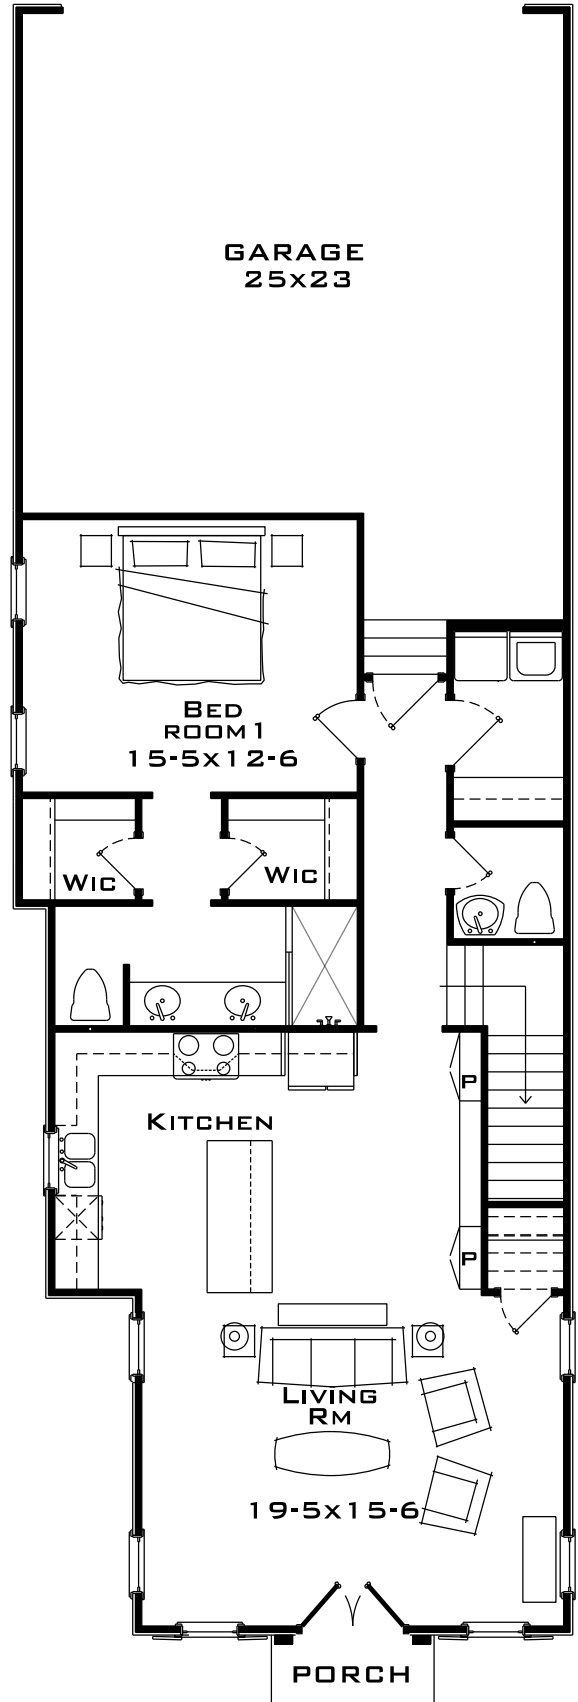 GARAGE
25x23
BED
ROOM 1
15-5x12-6
WIC
WIC
P
KITCHEN
P
LIVING
RM
19-5x15-6
PORCH